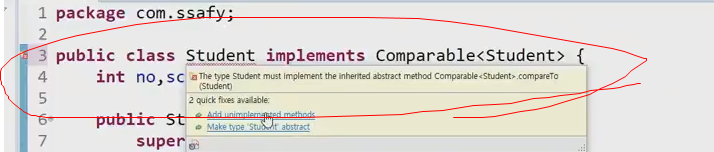 1 package com.ssafy;
2
3 public class Student implements Comparable<Student> {
4 int no,sc
The type Student must implement the inherited abstract method Comparable<Student>.compareTo
(Student)
5
2 quick fixes available:
6 public St
Add unimplemented methods
Make type 'Student' abstract
7 super